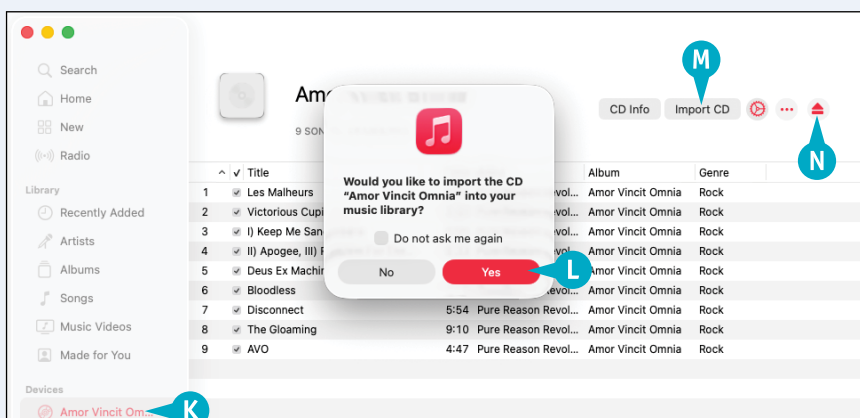 Search
Home
New
Radio
Library
Recently Added
Artists
Albums
Songs
Music Videos
Made for You
Devices
Amor Vincit Om...
K
9
CD Info
Import CD
M
N
Would you like to import the CD
“Amor Vincit Omnia” into your
music library?
Do not ask me again
No
Yes
L
Title Album Genre
1 Les Malheurs Amor Vincit Omnia Rock
2 Victorious Amor Vincit Omnia Rock
3 I) Keep Me Amor Vincit Omnia Rock
4 II) Apogee, III) Amor Vincit Omnia Rock
5 Deus Ex Amor Vincit Omnia Rock
6 Bloodless Amor Vincit Omnia Rock
7 Disconnect 5:54 Pure Reason Revol... Amor Vincit Omnia Rock
8 The Gloaming 9:10 Pure Reason Revol... Amor Vincit Omnia Rock
9 AVO 4:47 Pure Reason Revol... Amor Vincit Omnia Rock